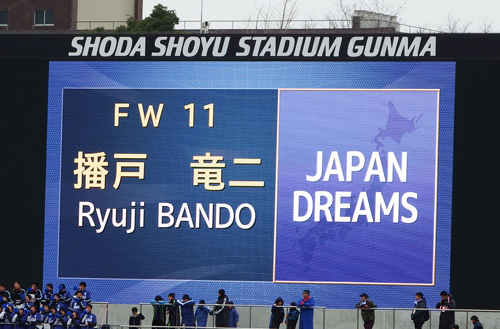 SHODA SHOYU STADIUM GUNMA
FW 11
播戸 竜二
Ryuji BANDO
JAPAN
DREAMS